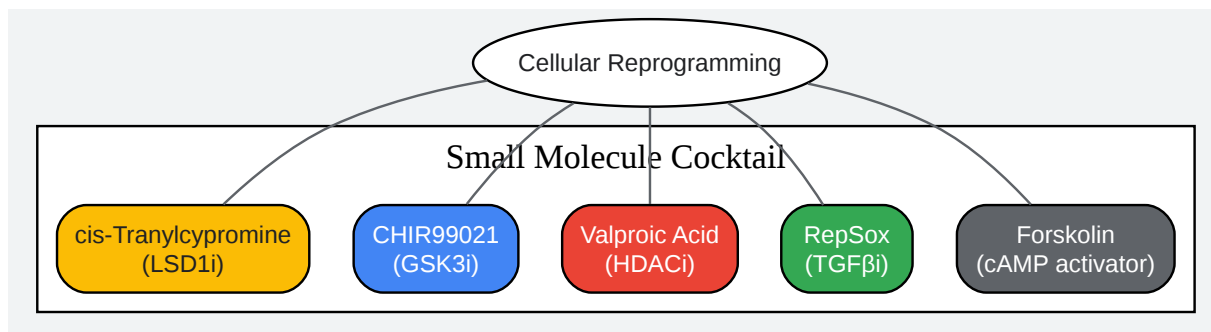 Cellular Reprogramming
Small Molecule Cocktail
cis-Tranylcypromine
(LSD1i)
CHIR99021
(GSK3i)
Valproic Acid
(HDACi)
RepSox
(TGFβi)
Forskolin
(cAMP activator)